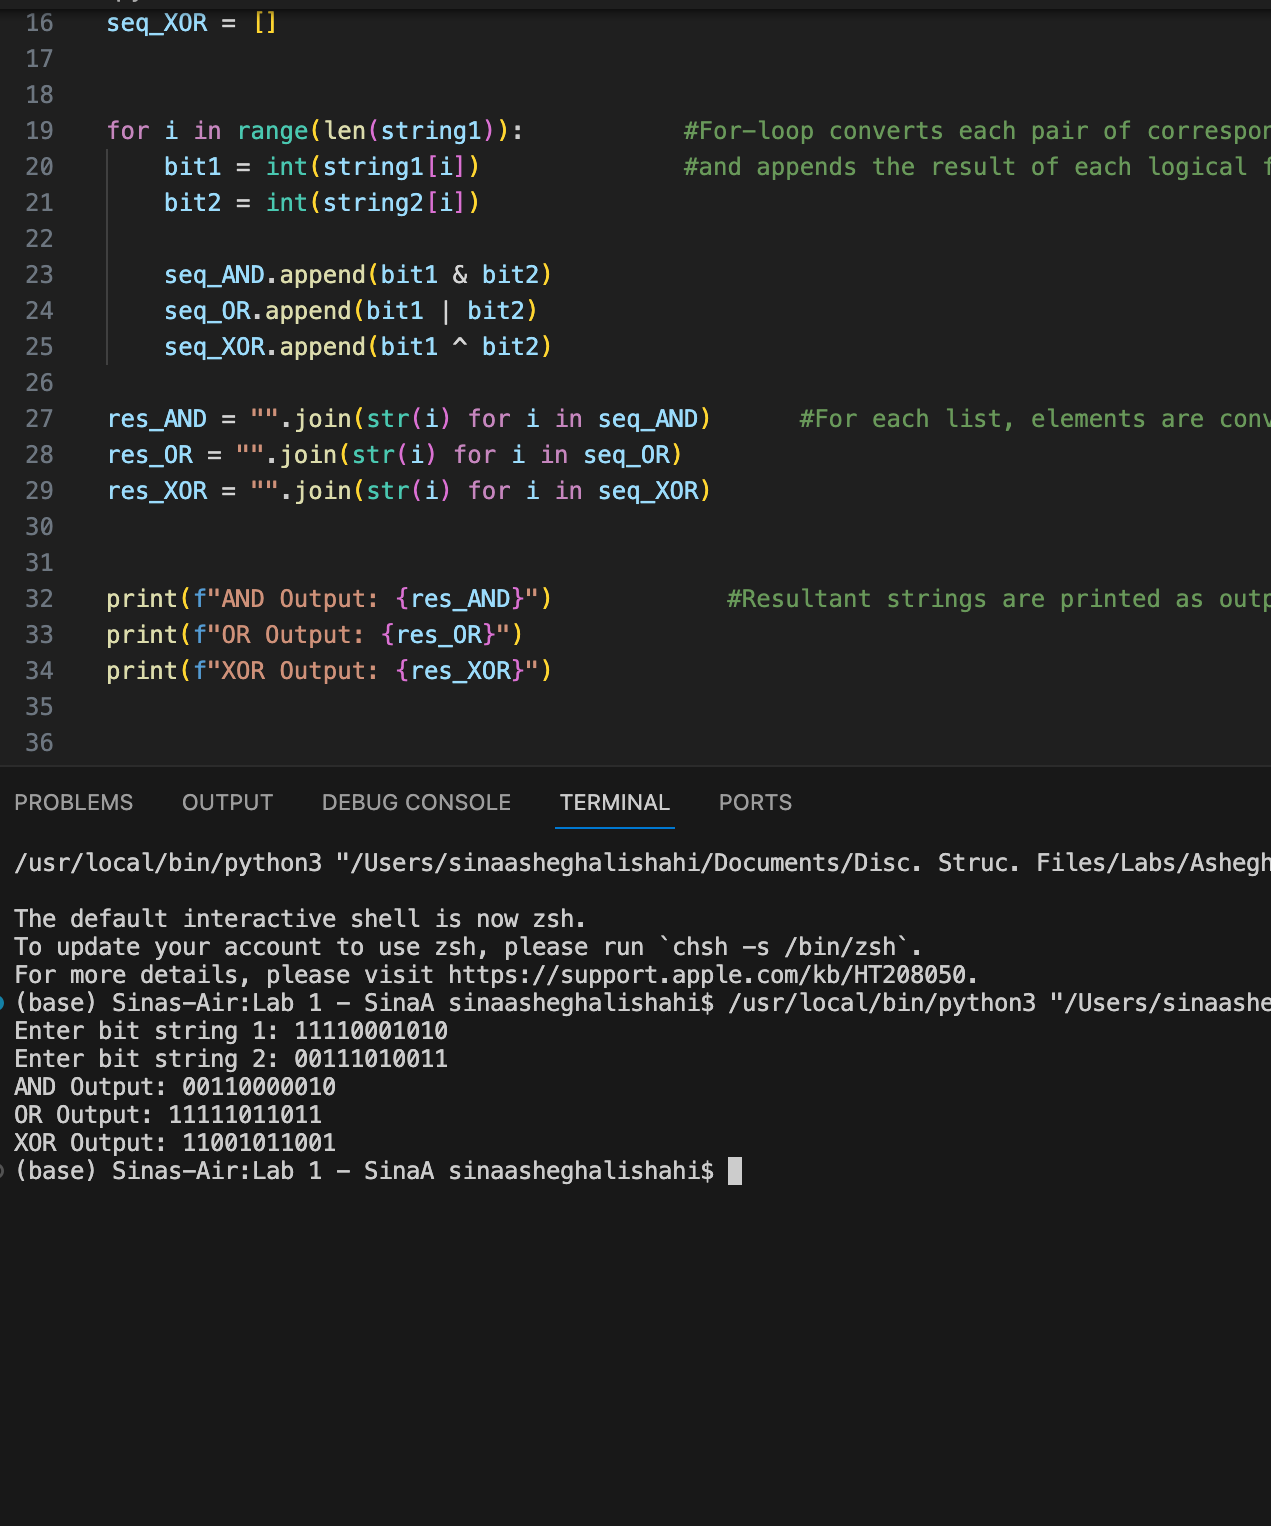 16 seq_XOR = []
17
18
19 for i in range(len(string1)): #For-loop converts each pair of
20 bit1 = int(string1[i]) #and appends the result of each logical
21 bit2 = int(string2[i])
22
23 seq_AND.append(bit1 & bit2)
24 seq_OR.append(bit1 | bit2)
25 seq_XOR.append(bit1 ^ bit2)
26
27 res_AND = "".join(str(i) for i in seq_AND) #For each list, elements are
28 res_OR = "".join(str(i) for i in seq_OR)
29 res_XOR = "".join(str(i) for i in seq_XOR)
30
31
32 print(f"AND Output: {res_AND}") #Resultant strings are printed as
33 print(f"OR Output: {res_OR}")
34 print(f"XOR Output: {res_XOR}")
35
36
PROBLEMS OUTPUT DEBUG CONSOLE TERMINAL PORTS
/usr/local/bin/python3 "/Users/sinaasheghalishahi/Documents/Disc. Struc. Files/Labs/Ashegh
The default interactive shell is now zsh.
To update your account to use zsh, please run `chsh -s /bin/zsh`.
For more details, please visit https://support.apple.com/kb/HT208050.
(base) Sinas-Air:Lab 1 - SinaA sinaasheghalishahi$ /usr/local/bin/python3 "/Users/sinaashe
Enter bit string 1: 11110001010
Enter bit string 2: 00111010011
AND Output: 00110000010
OR Output: 11111011011
XOR Output: 11001011001
(base) Sinas-Air:Lab 1 - SinaA sinaasheghalishahi$